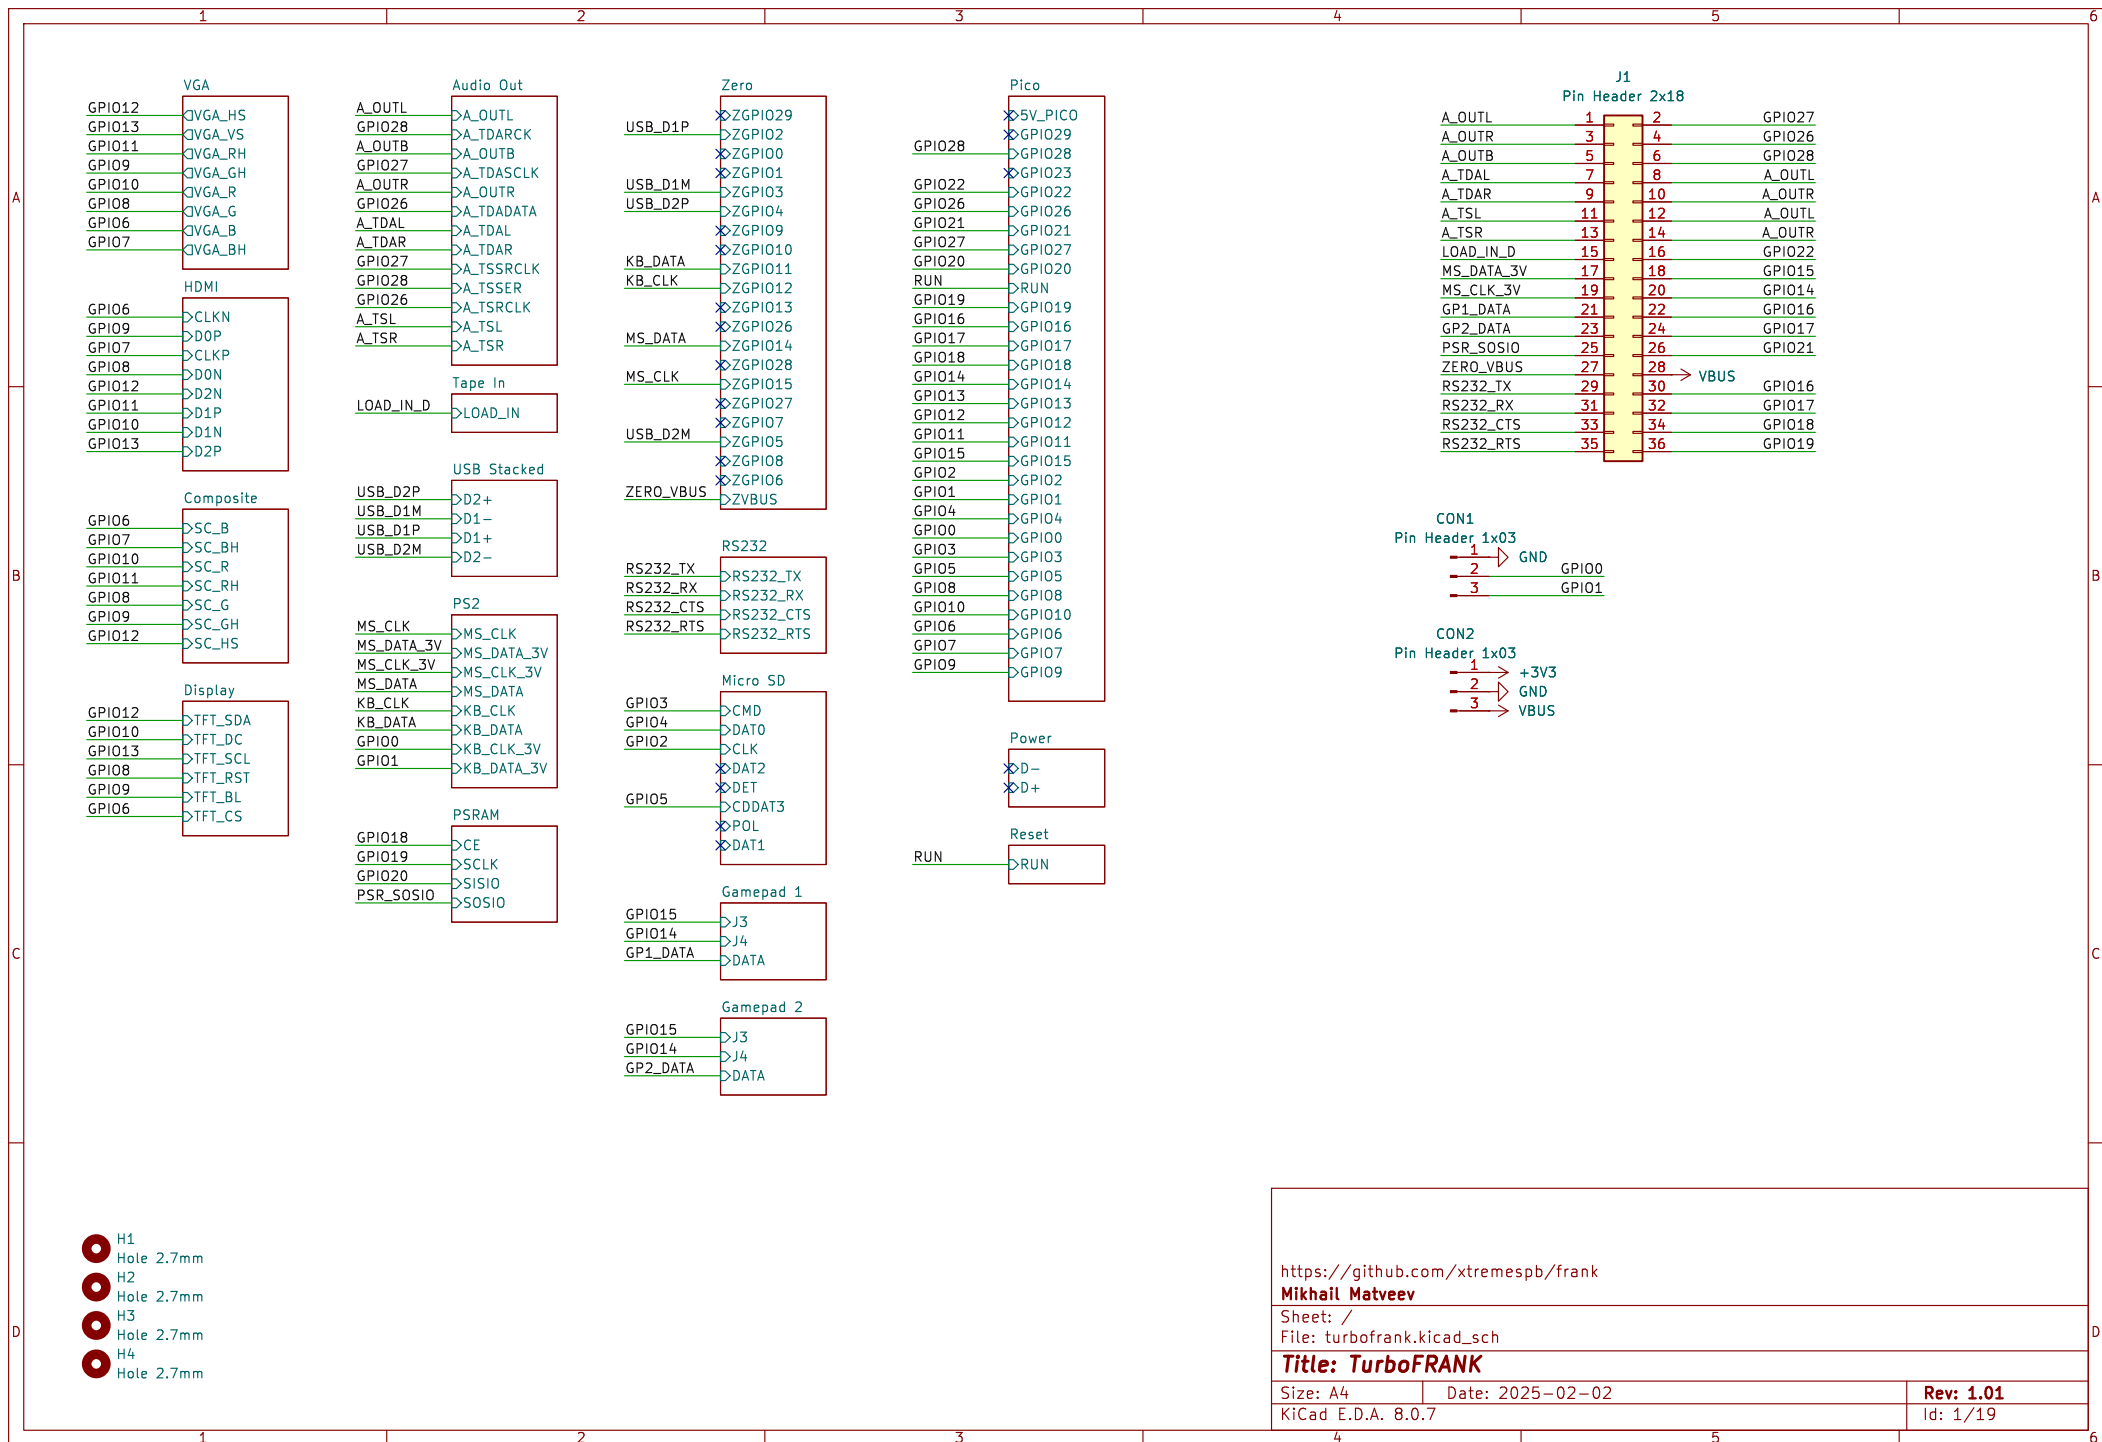 1 2 3 4 5 6
A
B
C
D
VGA
GPIO12 VGA_HS
GPIO13 VGA_VS
GPIO11 VGA_RH
GPIO9 VGA_GH
GPIO10 VGA_R
GPIO8 VGA_G
GPIO6 VGA_B
GPIO7 VGA_BH
HDMI
GPIO6 CLKN
GPIO9 D0P
GPIO7 CLKP
GPIO8 D0N
GPIO12 D2N
GPIO11 D1P
GPIO10 D1N
GPIO13 D2P
Composite
GPIO6 SC_B
GPIO7 SC_BH
GPIO10 SC_R
GPIO11 SC_RH
GPIO8 SC_G
GPIO9 SC_GH
GPIO12 SC_HS
Display
GPIO12 TFT_SDA
GPIO10 TFT_DC
GPIO13 TFT_SCL
GPIO8 TFT_RST
GPIO9 TFT_BL
GPIO6 TFT_CS
Audio Out
A_OUTL A_OUTL
GPIO28 A_TDARCK
A_OUTB A_OUTB
GPIO27 A_TDASCLK
A_OUTR A_OUTR
GPIO26 A_TDADATA
A_TDAL A_TDAL
A_TDAR A_TDAR
GPIO27 A_TSSRCLK
GPIO28 A_TSSER
GPIO26 A_TSRCLK
A_TSL A_TSL
A_TSR A_TSR
Tape In
LOAD_IN_D LOAD_IN
USB Stacked
USB_D2P D2+
USB_D1M D1-
USB_D1P D1+
USB_D2M D2-
PS2
MS_CLK MS_CLK
MS_DATA_3V MS_DATA_3V
MS_CLK_3V MS_CLK_3V
MS_DATA MS_DATA
KB_CLK KB_CLK
KB_DATA KB_DATA
GPIO0 KB_CLK_3V
GPIO1 KB_DATA_3V
PSRAM
GPIO18 CE
GPIO19 SCLK
GPIO20 SISIO
PSR_SOSIO SOSIO
Zero
ZGPIO29
USB_D1P ZGPIO2
ZGPIO0
ZGPIO1
USB_D1M ZGPIO3
USB_D2P ZGPIO4
ZGPIO9
ZGPIO10
KB_DATA ZGPIO11
KB_CLK ZGPIO12
ZGPIO13
ZGPIO26
MS_DATA ZGPIO14
ZGPIO28
MS_CLK ZGPIO15
ZGPIO27
ZGPIO7
USB_D2M ZGPIO5
ZGPIO8
ZGPIO6
ZERO_VBUS ZVBUS
RS232
RS232_TX RS232_TX
RS232_RX RS232_RX
RS232_CTS RS232_CTS
RS232_RTS RS232_RTS
Micro SD
GPIO3 CMD
GPIO4 DAT0
GPIO2 CLK
DAT2
DET
GPIO5 CDDAT3
POL
DAT1
Gamepad 1
GPIO15 J3
GPIO14 J4
GP1_DATA DATA
Gamepad 2
GPIO15 J3
GPIO14 J4
GP2_DATA DATA
Pico
5V_PICO
GPIO29
GPIO28 GPIO28
GPIO23
GPIO22 GPIO22
GPIO26 GPIO26
GPIO21 GPIO21
GPIO27 GPIO27
GPIO20 GPIO20
RUN RUN
GPIO19 GPIO19
GPIO16 GPIO16
GPIO17 GPIO17
GPIO18 GPIO18
GPIO14 GPIO14
GPIO13 GPIO13
GPIO12 GPIO12
GPIO11 GPIO11
GPIO15 GPIO15
GPIO2 GPIO2
GPIO1 GPIO1
GPIO4 GPIO4
GPIO0 GPIO0
GPIO3 GPIO3
GPIO5 GPIO5
GPIO8 GPIO8
GPIO10 GPIO10
GPIO6 GPIO6
GPIO7 GPIO7
GPIO9 GPIO9
Power
D-
D+
Reset
RUN RUN
J1
Pin Header 2x18
A_OUTL 1 2 GPIO27
A_OUTR 3 4 GPIO26
A_OUTB 5 6 GPIO28
A_TDAL 7 8 A_OUTL
A_TDAR 9 10 A_OUTR
A_TSL 11 12 A_OUTL
A_TSR 13 14 A_OUTR
LOAD_IN_D 15 16 GPIO22
MS_DATA_3V 17 18 GPIO15
MS_CLK_3V 19 20 GPIO14
GP1_DATA 21 22 GPIO16
GP2_DATA 23 24 GPIO17
PSR_SOSIO 25 26 GPIO21
ZERO_VBUS 27 28 VBUS
RS232_TX 29 30 GPIO16
RS232_RX 31 32 GPIO17
RS232_CTS 33 34 GPIO18
RS232_RTS 35 36 GPIO19
CON1
Pin Header 1x03
1 GND
2 GPIO0
3 GPIO1
CON2
Pin Header 1x03
1 +3V3
2 GND
3 VBUS
H1
Hole 2.7mm
H2
Hole 2.7mm
H3
Hole 2.7mm
H4
Hole 2.7mm
https://github.com/xtremespb/frank
Mikhail Matveev
Sheet: /
File: turbofrank.kicad_sch
Title: TurboFRANK
Size: A4 Date: 2025-02-02 Rev: 1.01
KiCad E.D.A. 8.0.7 Id: 1/19
A
B
C
D
1 2 3 4 5 6